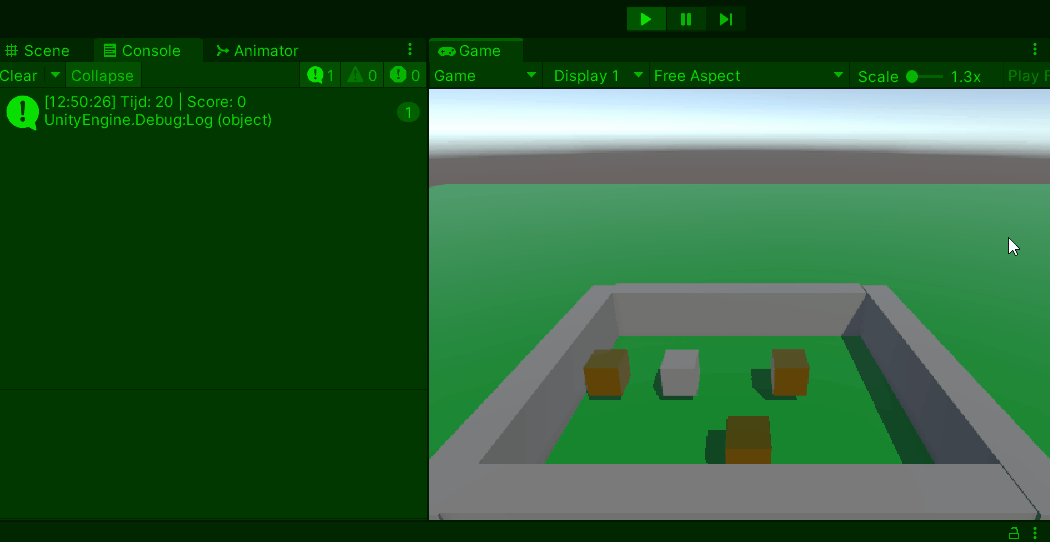 Scene Console Animator
Clear Collapse 1 0 0
[12:50:26] Tijd: 20 | Score: 0
UnityEngine.Debug:Log (object)
1
Game
Game Display 1 Free Aspect Scale 1.3x Play F